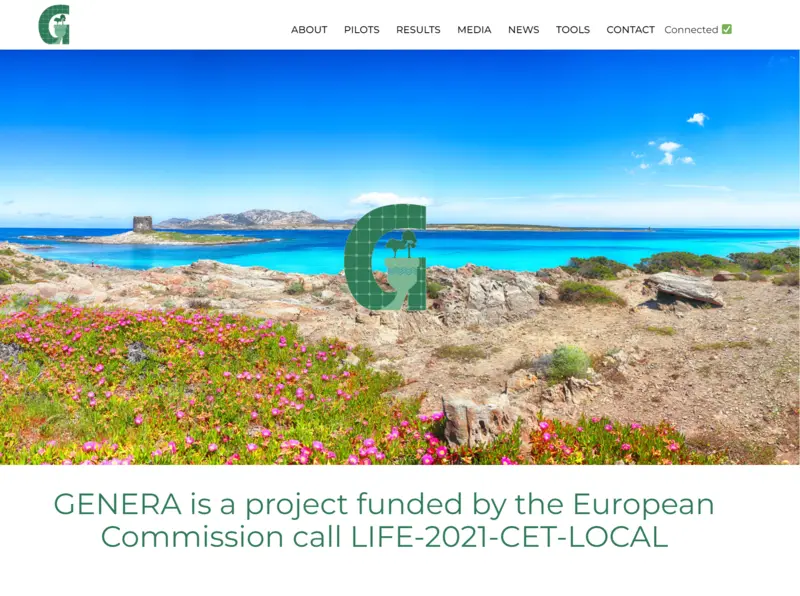 ABOUT PILOTS RESULTS MEDIA NEWS TOOLS CONTACT Connected ✅
GENERA is a project funded by the European
Commission call LIFE-2021-CET-LOCAL